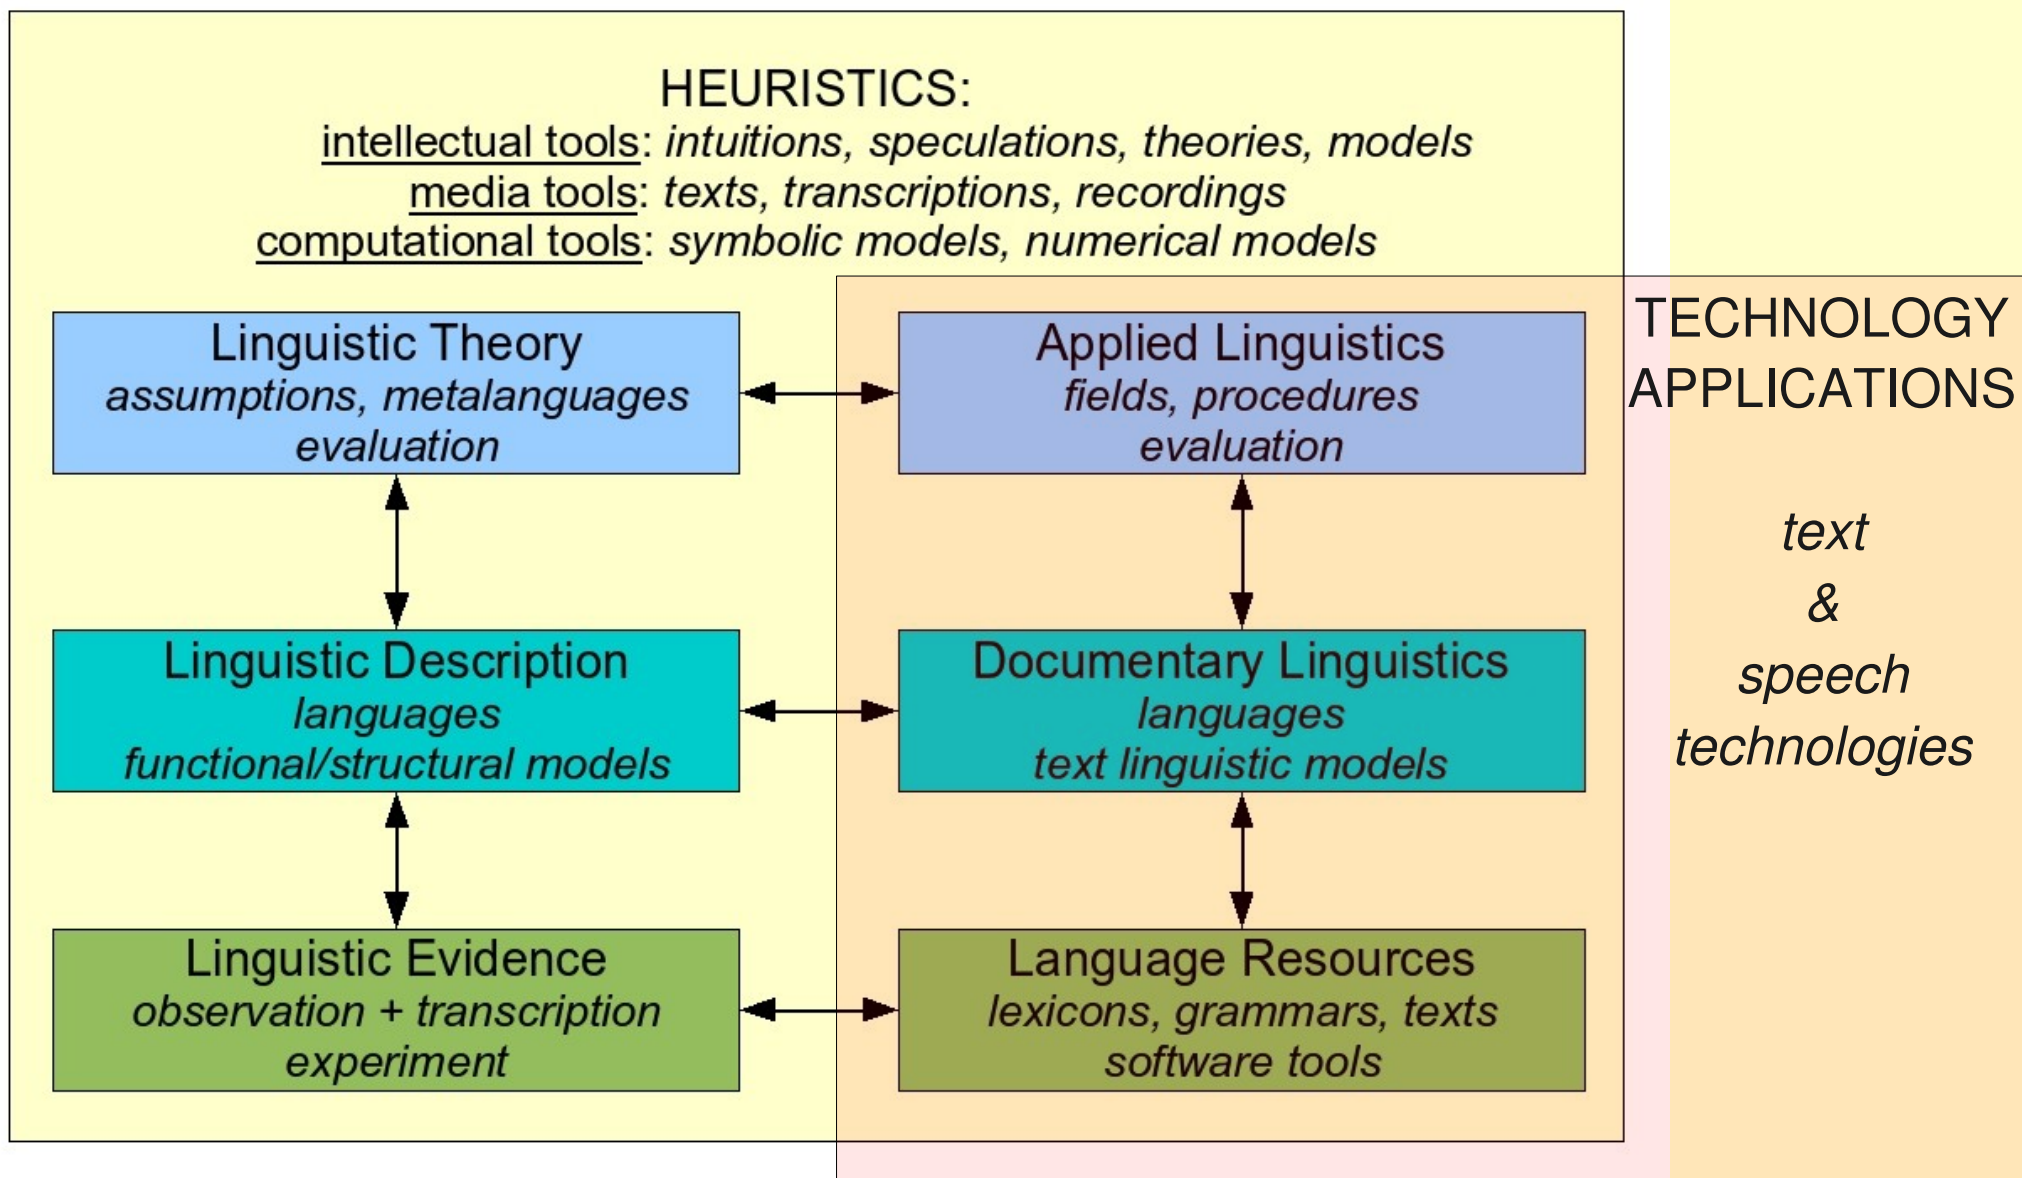 HEURISTICS:
intellectual tools: intuitions, speculations, theories, models
media tools: texts, transcriptions, recordings
computational tools: symbolic models, numerical models
Linguistic Theory
assumptions, metalanguages
evaluation
Applied Linguistics
fields, procedures
evaluation
Linguistic Description
languages
functional/structural models
Documentary Linguistics
languages
text linguistic models
Linguistic Evidence
observation + transcription
experiment
Language Resources
lexicons, grammars, texts
software tools
TECHNOLOGY
APPLICATIONS
text
&
speech
technologies